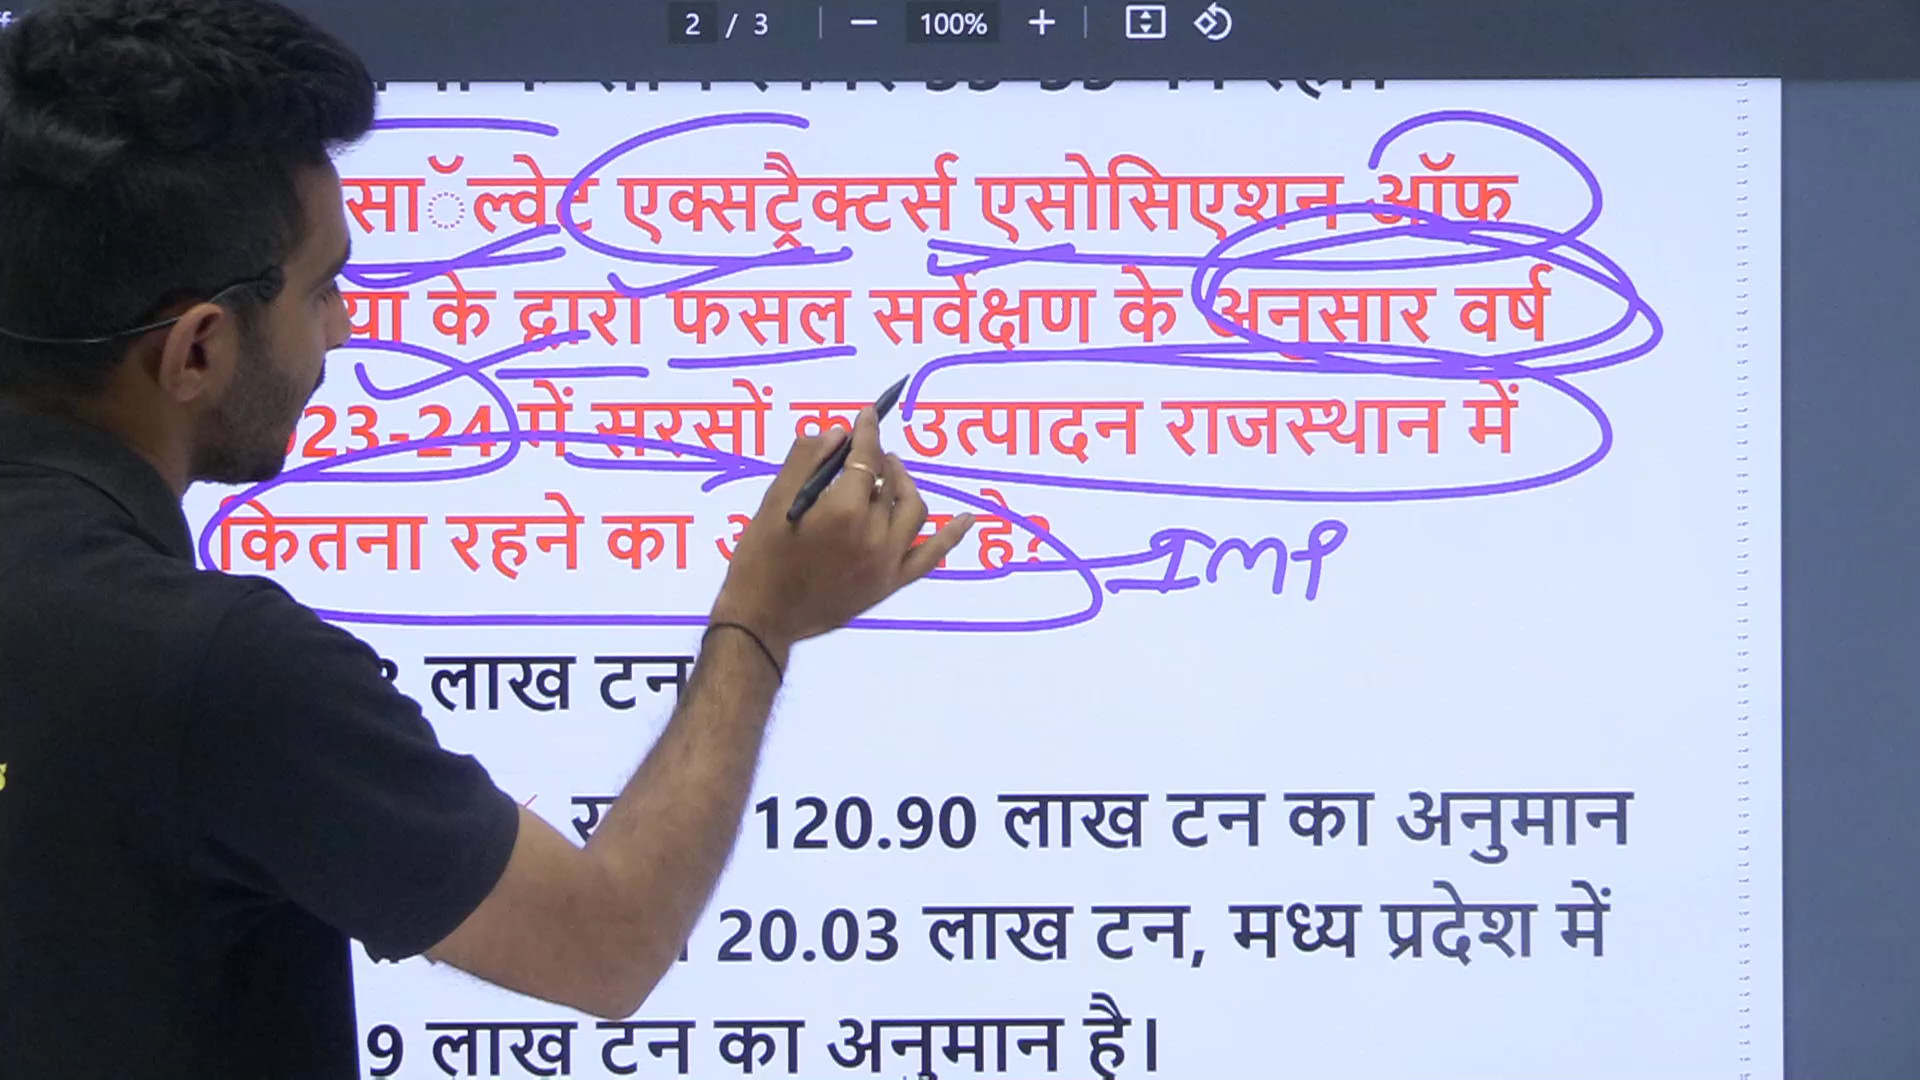 2 / 3 100%
साॅल्वेट एक्सट्रैक्टर्स एसोसिएशन ऑफ
के द्वारा फसल सर्वेक्षण के अनुसार वर्ष
23-24 में सरसों का उत्पादन राजस्थान में
कितना रहने का है?
IMP
लाख टन
120.90 लाख टन का अनुमान
20.03 लाख टन, मध्य प्रदेश में
9 लाख टन का अनुमान है।